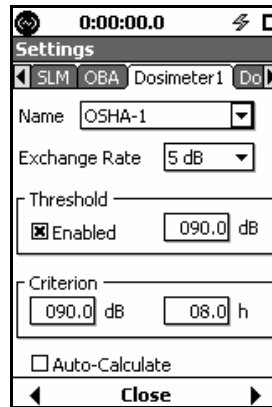 0:00:00.0
Settings
SLM OBA Dosimeter1 Do
Name OSHA-1
Exchange Rate 5 dB
Threshold
Enabled 090.0 dB
Criterion
090.0 dB 08.0 h
Auto-Calculate
Close